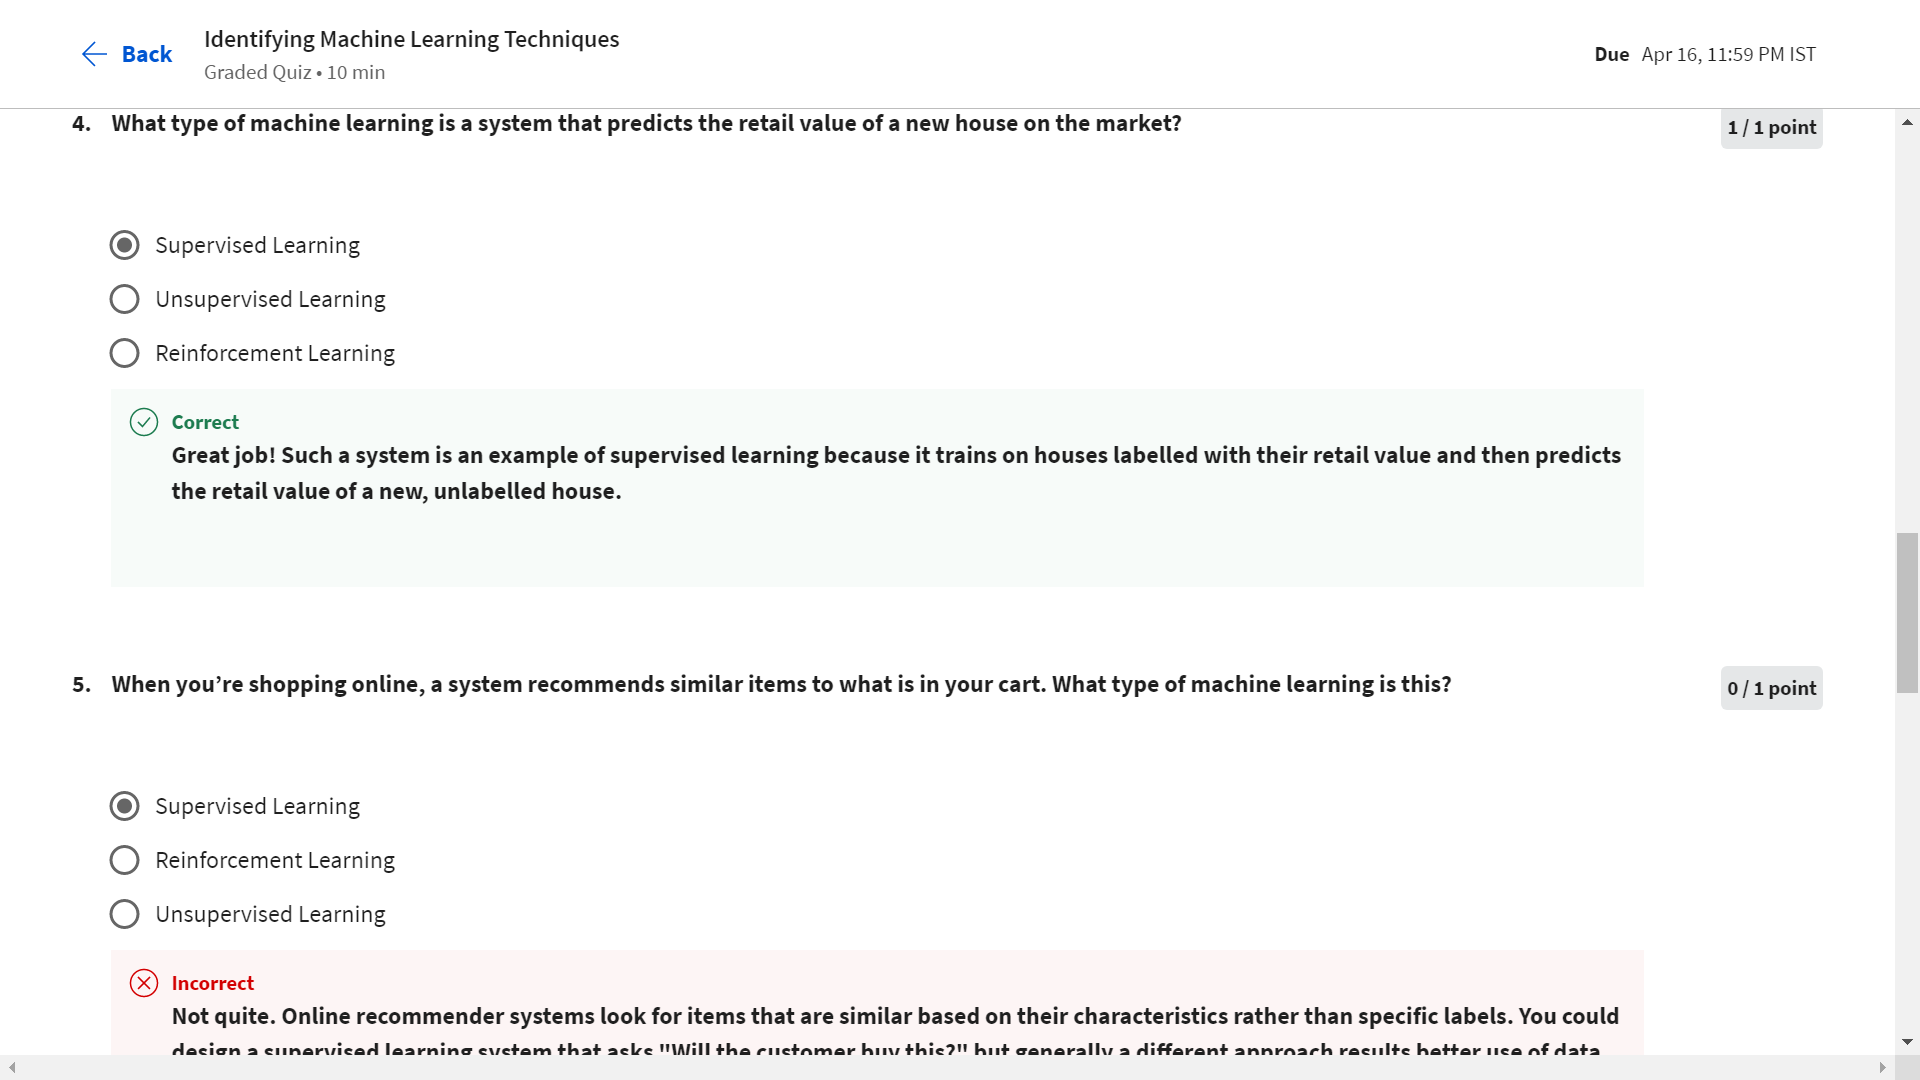 Back
Identifying Machine Learning Techniques
Graded Quiz • 10 min
Due Apr 16, 11:59 PM IST
4. What type of machine learning is a system that predicts the retail value of a new house on the market?
1 / 1 point
Supervised Learning
Unsupervised Learning
Reinforcement Learning
Correct
Great job! Such a system is an example of supervised learning because it trains on houses labelled with their retail value and then predicts
the retail value of a new, unlabelled house.
5. When you’re shopping online, a system recommends similar items to what is in your cart. What type of machine learning is this?
0 / 1 point
Supervised Learning
Reinforcement Learning
Unsupervised Learning
Incorrect
Not quite. Online recommender systems look for items that are similar based on their characteristics rather than specific labels. You could
design a supervised learning system that asks "Will the customer buy this?" but generally a different approach results better use of data